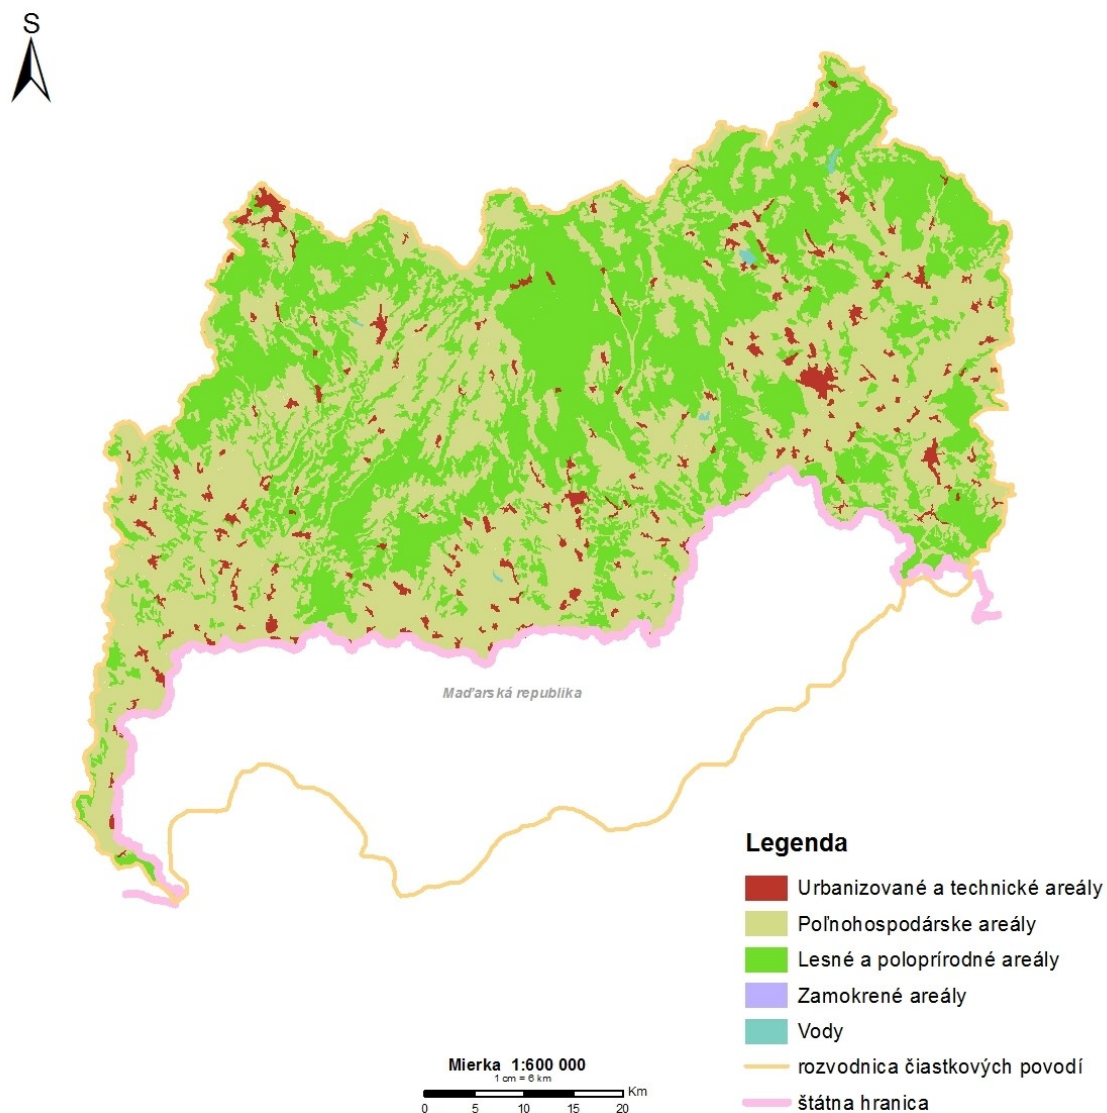 S
Maďarská republika
Legenda
Urbanizované a technické areály
Poľnohospodárske areály
Lesné a poloprírodné areály
Zamokrené areály
Vody
rozvodnica čiastkových povodí
štátna hranica
Mierka 1:600 000
1 cm = 6 km
Km
0 5 10 15 20